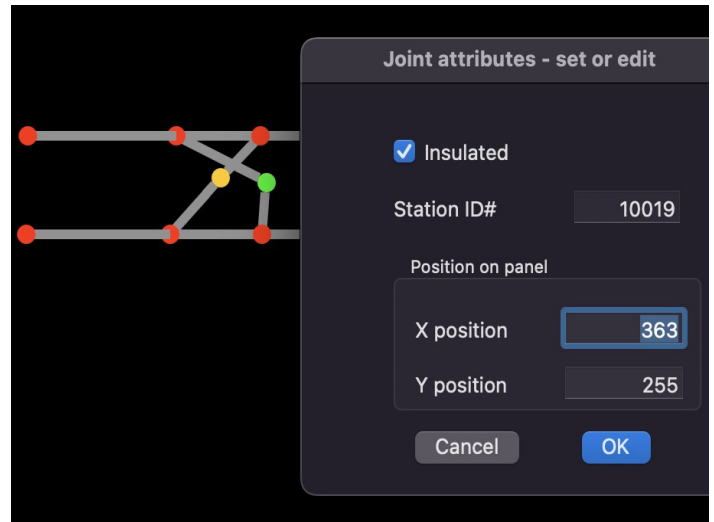 Joint attributes - set or edit
Insulated
Station ID# 10019
Position on panel
X position 363
Y position 255
Cancel OK